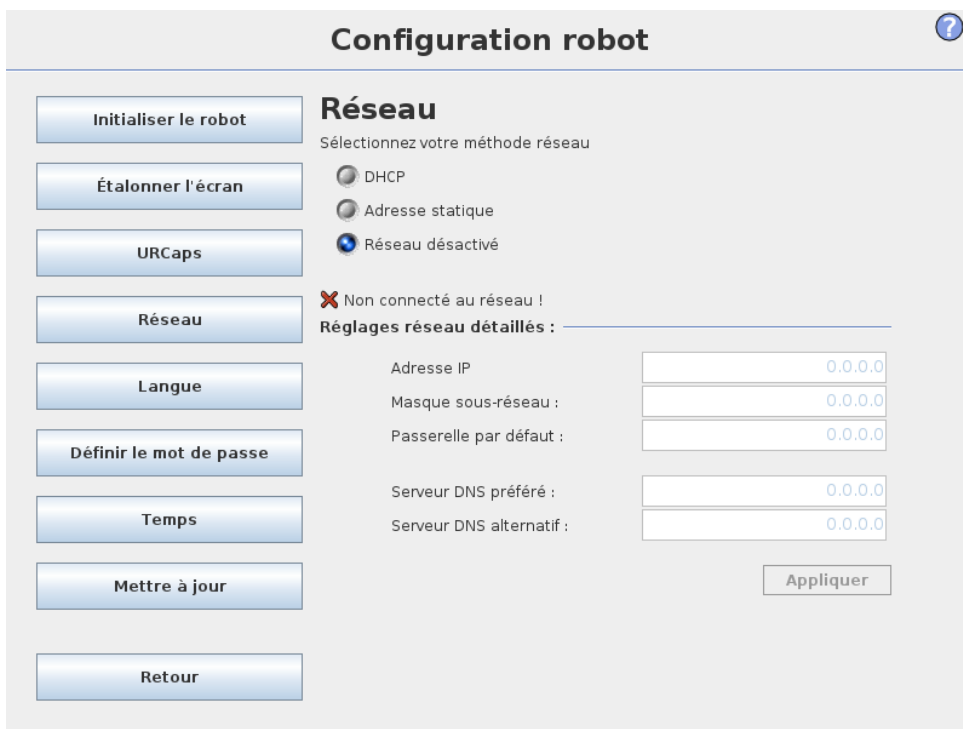 Configuration robot
?
Initialiser le robot
Étalonner l'écran
URCaps
Réseau
Langue
Définir le mot de passe
Temps
Mettre à jour
Retour
Réseau
Sélectionnez votre méthode réseau
DHCP
Adresse statique
Réseau désactivé
Non connecté au réseau !
Réglages réseau détaillés :
Adresse IP 0.0.0.0
Masque sous-réseau : 0.0.0.0
Passerelle par défaut : 0.0.0.0
Serveur DNS préféré : 0.0.0.0
Serveur DNS alternatif : 0.0.0.0
Appliquer